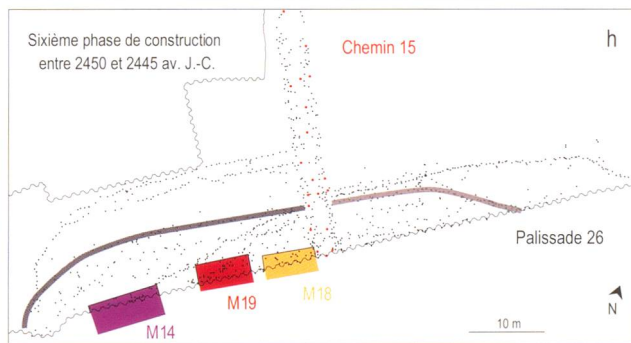 Sixième phase de construction
entre 2450 et 2445 av. J.-C.
Chemin 15
h
Palissade 26
M19
M18
M14
N
10 m